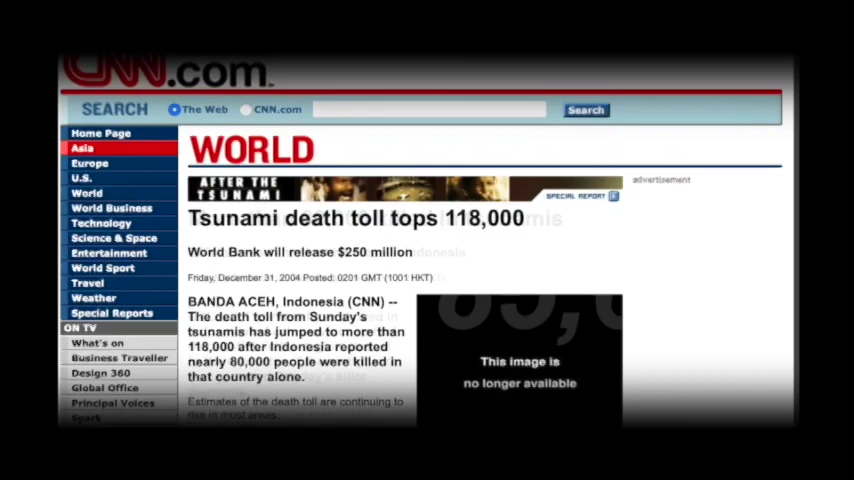 CNN.com
SEARCH The Web CNN.com Search
Home Page
Asia
Europe
U.S.
World
World Business
Technology
Science & Space
Entertainment
World Sport
Travel
Weather
Special Reports
ON TV
What's on
Business Traveller
Design 360
Global Office
Principal Voices
Spark
WORLD
AFTER THE
TSUNAMI
SPECIAL REPORT
advertisement
Tsunami death toll tops 118,000
World Bank will release $250 million
Friday, December 31, 2004 Posted: 0201 GMT (1001 HKT)
BANDA ACEH, Indonesia (CNN) --
The death toll from Sunday's
tsunamis has jumped to more than
118,000 after Indonesia reported
nearly 80,000 people were killed in
that country alone.
Estimates of the death toll are continuing to
rise in most areas.
This image is
no longer available